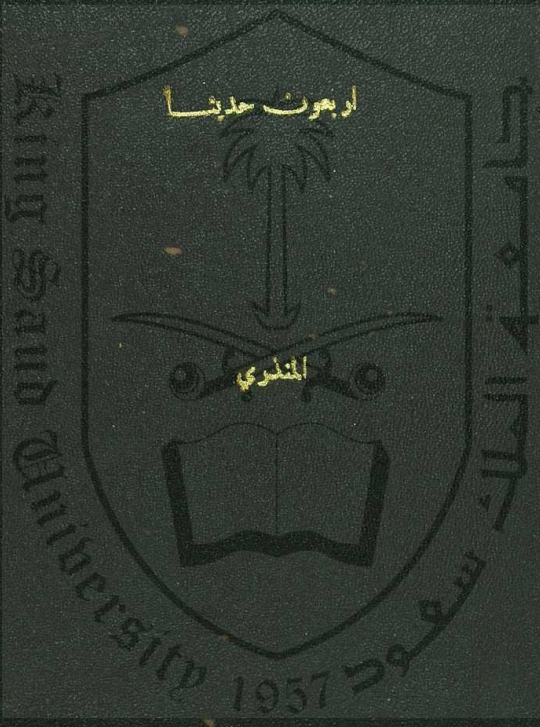 اربعون حديثا
المنذري
King Saud University 1957
جامعة الملك سعود